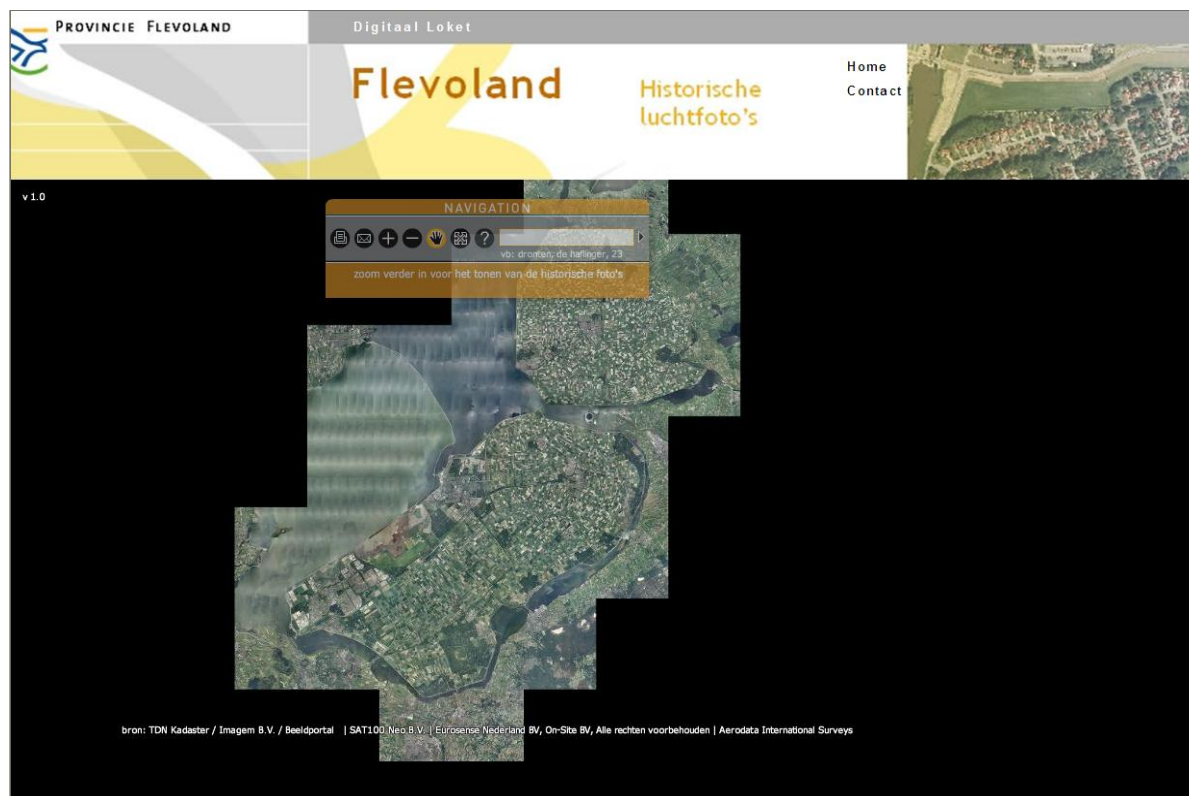 PROVINCIE FLEVOLAND
Digitaal Loket
Flevoland
Historische
luchtfoto's
Home
Contact
v 1.0
NAVIGATION
?
vb: dronten, de haflinger, 23
zoom verder in voor het tonen van de historische foto's
bron: TDN Kadaster / Imagem B.V. / Beeldportal | SAT100 Neo B.V. | Eurosense Nederland BV, On-Site BV, Alle rechten voorbehouden | Aerodata International Surveys